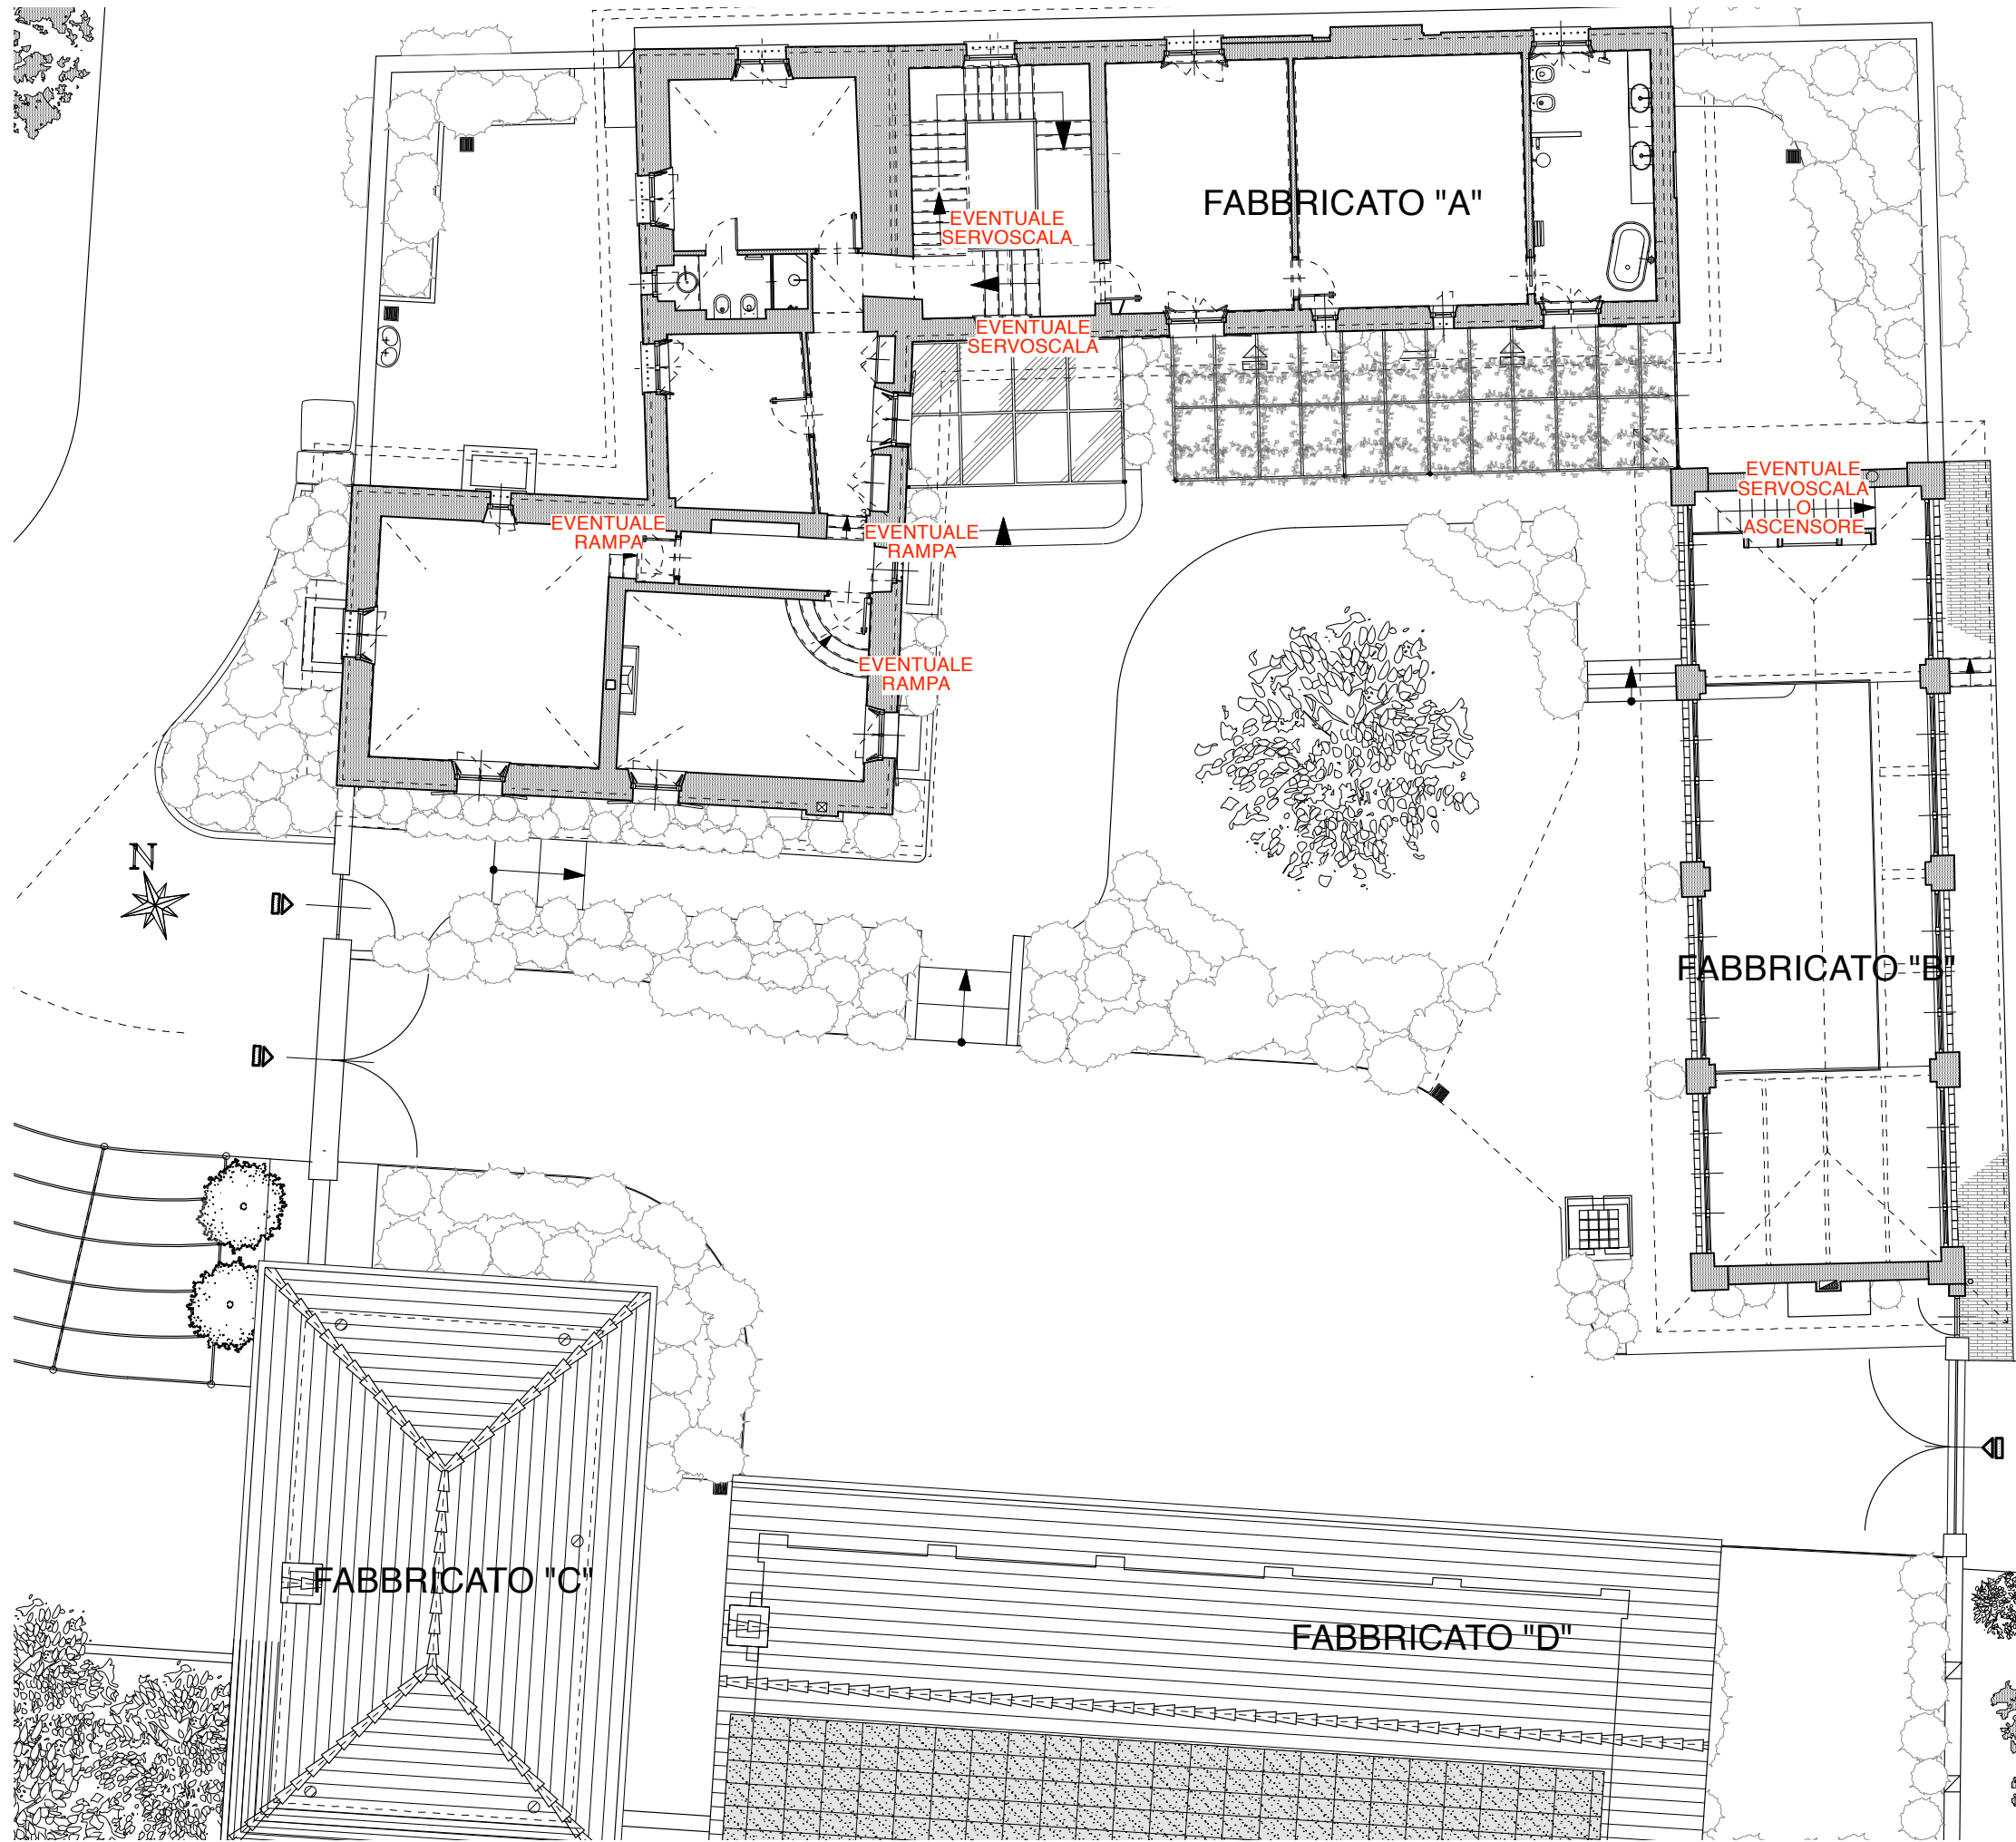 FABBRICATO "A"
EVENTUALE
SERVOSCALA
EVENTUALE
SERVOSCALA
EVENTUALE
SERVOSCALA
O
ASCENSORE
EVENTUALE
RAMPA
EVENTUALE
RAMPA
EVENTUALE
RAMPA
N
FABBRICATO "B"
FABBRICATO "C"
FABBRICATO "D"